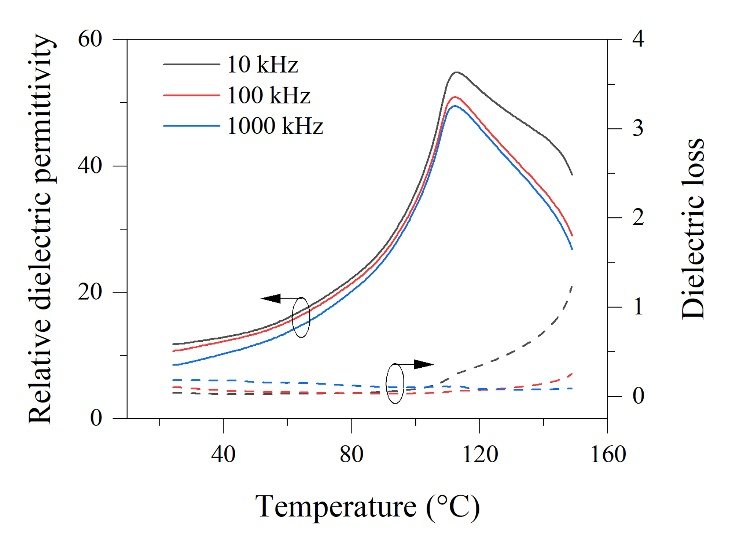 Relative dielectric permittivity
60
40
20
0
10 kHz
100 kHz
1000 kHz
4
3
2
1
0
Dielectric loss
40
80
120
160
Temperature (°C)